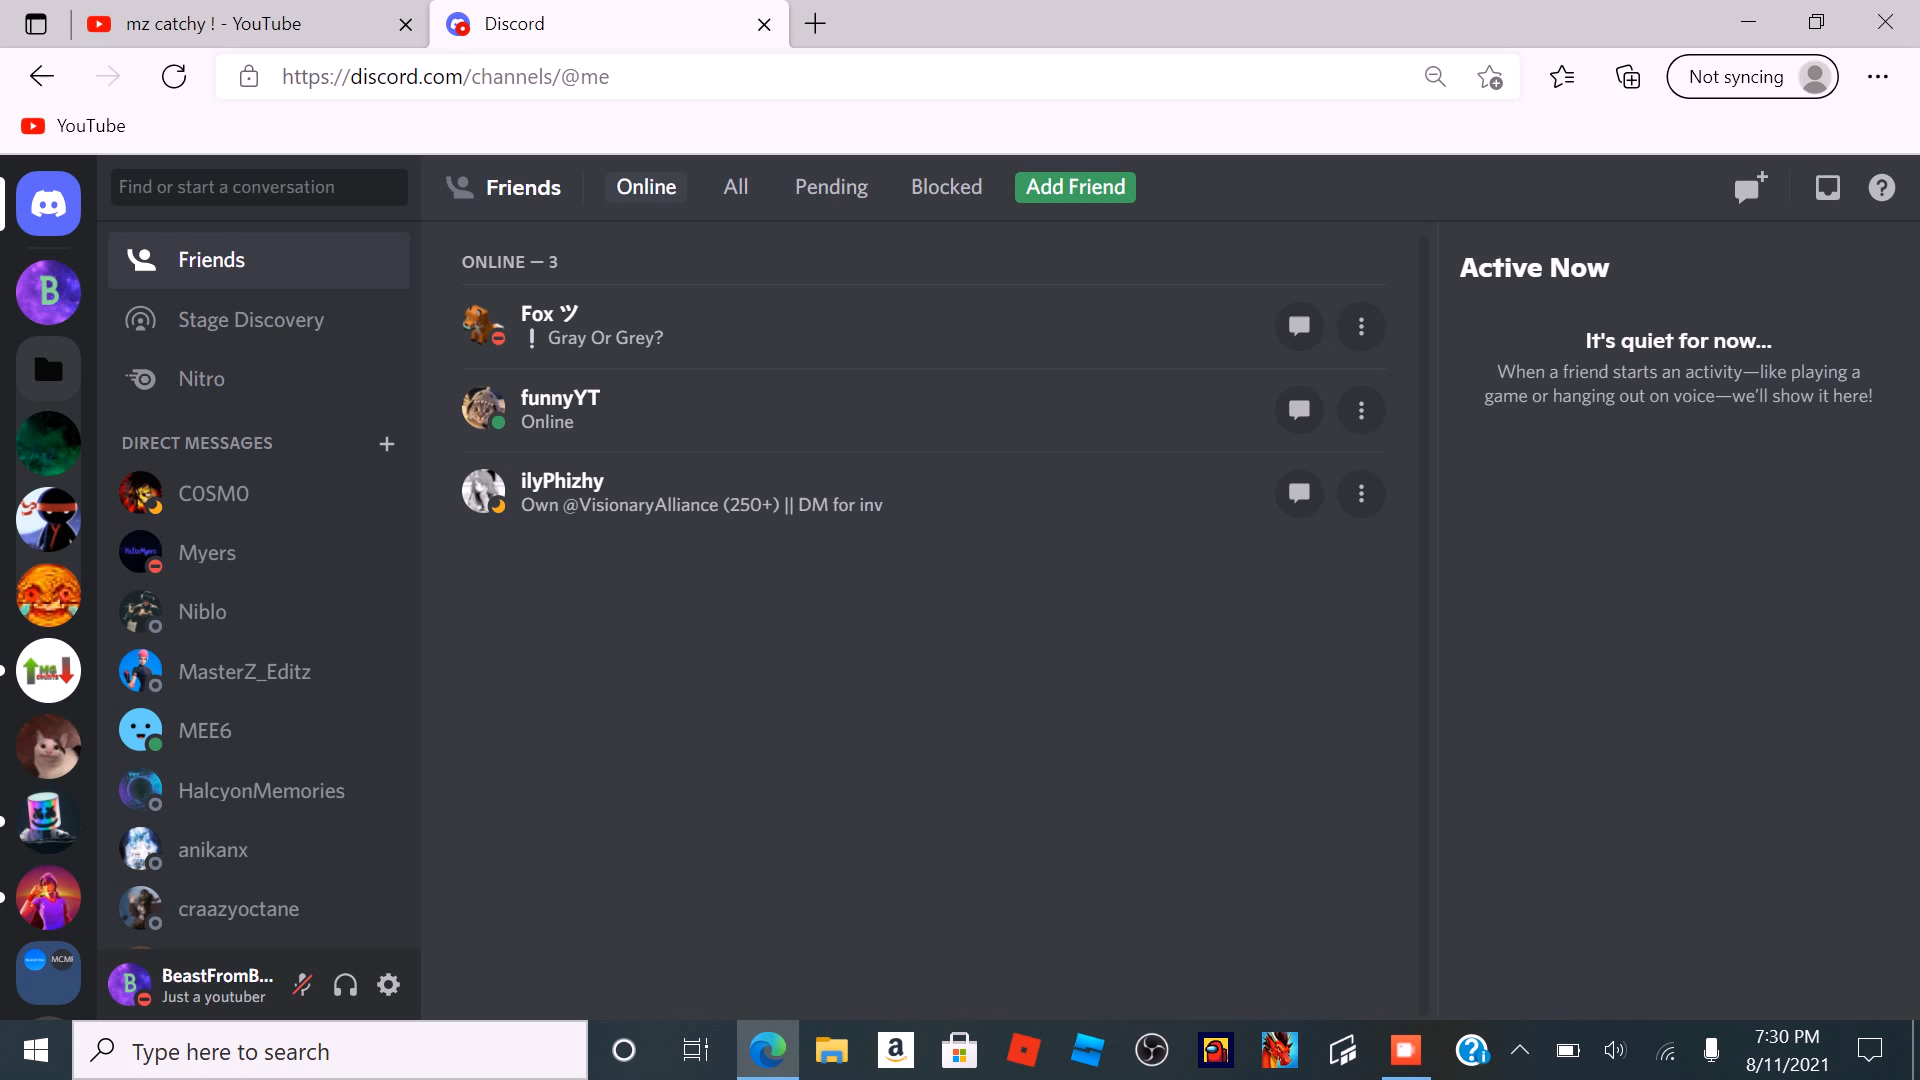 mz catchy ! - YouTube
Discord
https://discord.com/channels/@me
Not syncing
YouTube
Find or start a conversation
Friends
Online
All
Pending
Blocked
Add Friend
Friends
Stage Discovery
Nitro
DIRECT MESSAGES
C0SM0
Myers
Niblo
MasterZ_Editz
MEE6
HalcyonMemories
anikanx
craazyoctane
B
MG
MCMF
B
BeastFromB...
Just a youtuber
ONLINE — 3
Fox ツ
❕ Gray Or Grey?
funnyYT
Online
ilyPhizhy
Own @VisionaryAlliance (250+) || DM for inv
Active Now
It's quiet for now...
When a friend starts an activity—like playing a
game or hanging out on voice—we'll show it here!
Type here to search
7:30 PM
8/11/2021